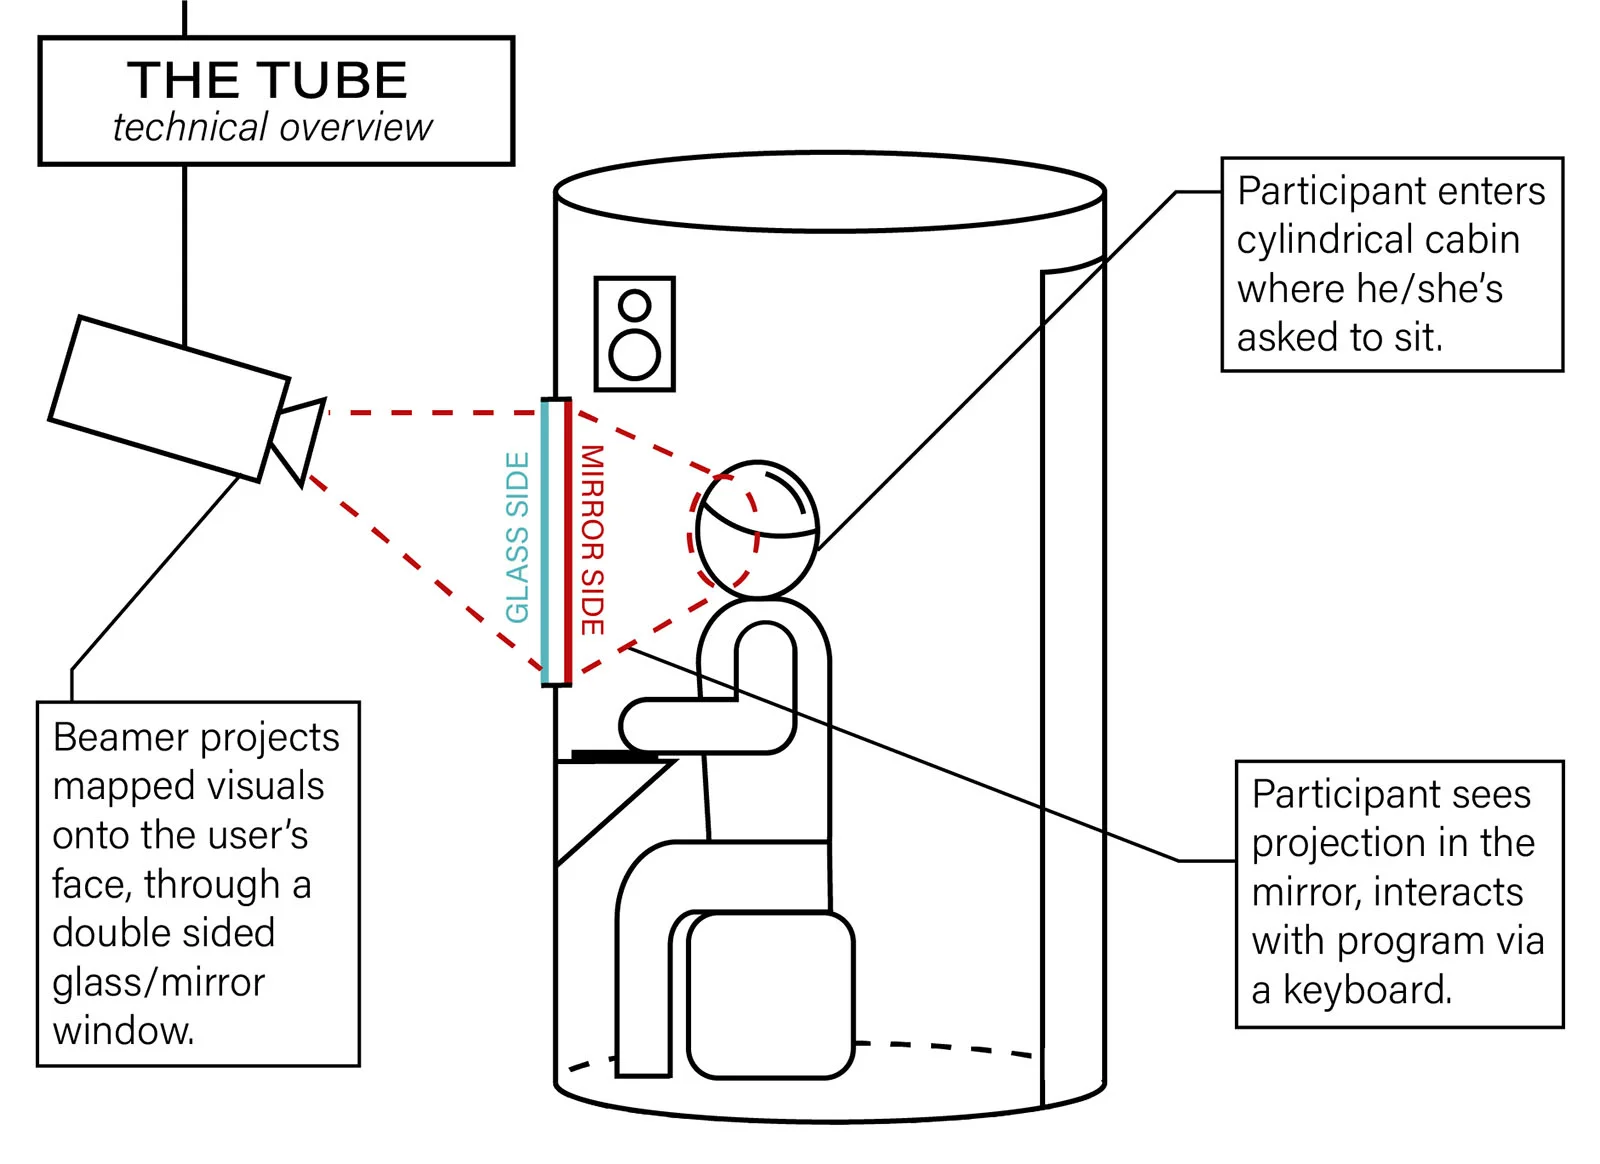 THE TUBE
technical overview
Participant enters
cylindrical cabin
where he/she's
asked to sit.
GLASS SIDE
MIRROR SIDE
Beamer projects
mapped visuals
onto the user's
face, through a
double sided
glass/mirror
window.
Participant sees
projection in the
mirror, interacts
with program via
a keyboard.